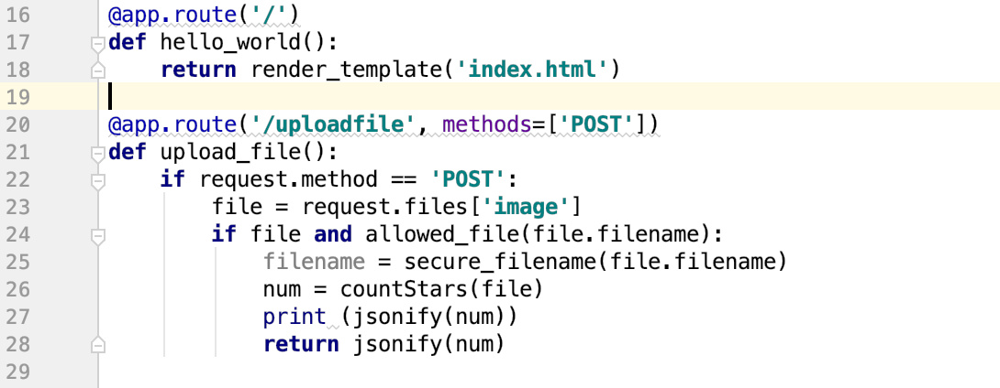 16 @app.route('/')
17 def hello_world():
18     return render_template('index.html')
19
20 @app.route('/uploadfile', methods=['POST'])
21 def upload_file():
22     if request.method == 'POST':
23         file = request.files['image']
24         if file and allowed_file(file.filename):
25             filename = secure_filename(file.filename)
26             num = countStars(file)
27             print (jsonify(num))
28             return jsonify(num)
29